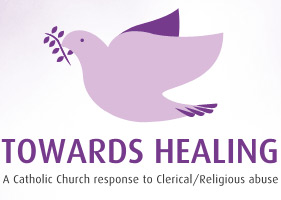 TOWARDS HEALING
A Catholic Church response to Clerical/Religious abuse